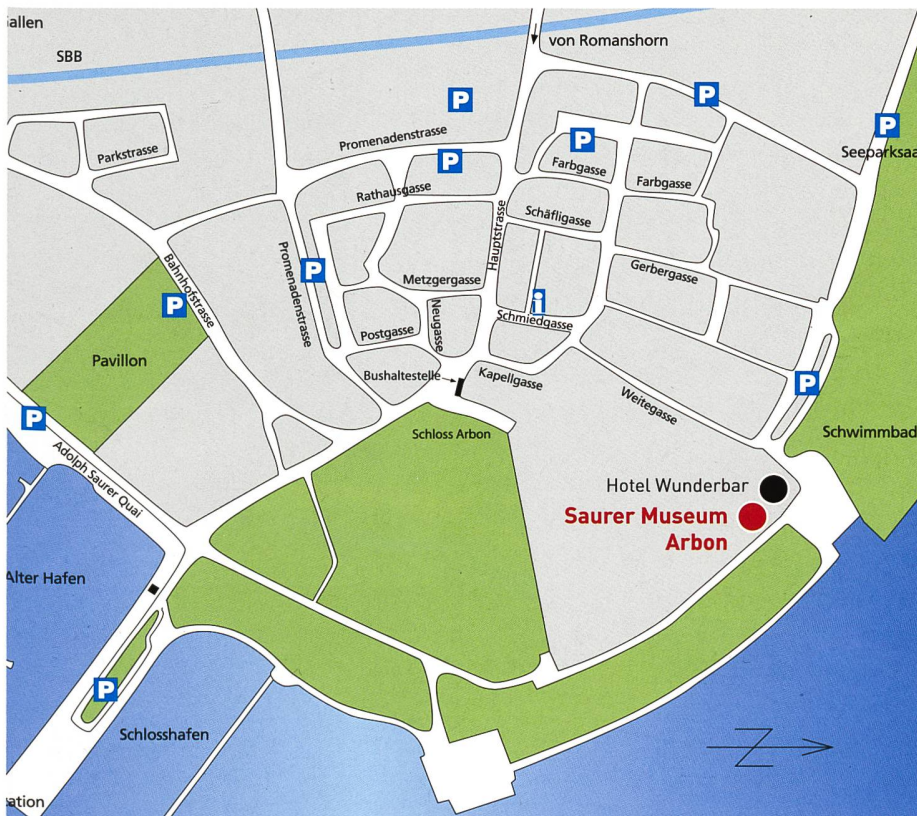 allen
SBB
von Romanshorn
P
P
P
Parkstrasse
Promenadenstrasse
P
P
Seeparksaa
Farbgasse
Farbgasse
Rathausgasse
Schäfligasse
Hauptstrasse
Bahnhofstrasse
Promenadenstrasse
P
P
Metzgergasse
Gerbergasse
i
Schmiedgasse
Neugasse
Postgasse
Pavillon
Bushaltestelle
Kapellgasse
Weitegasse
P
P
Schloss Arbon
Schwimmbad
Adolph Saurer Quai
Hotel Wunderbar
Saurer Museum
Arbon
Alter Hafen
P
Schlosshafen
N
ation